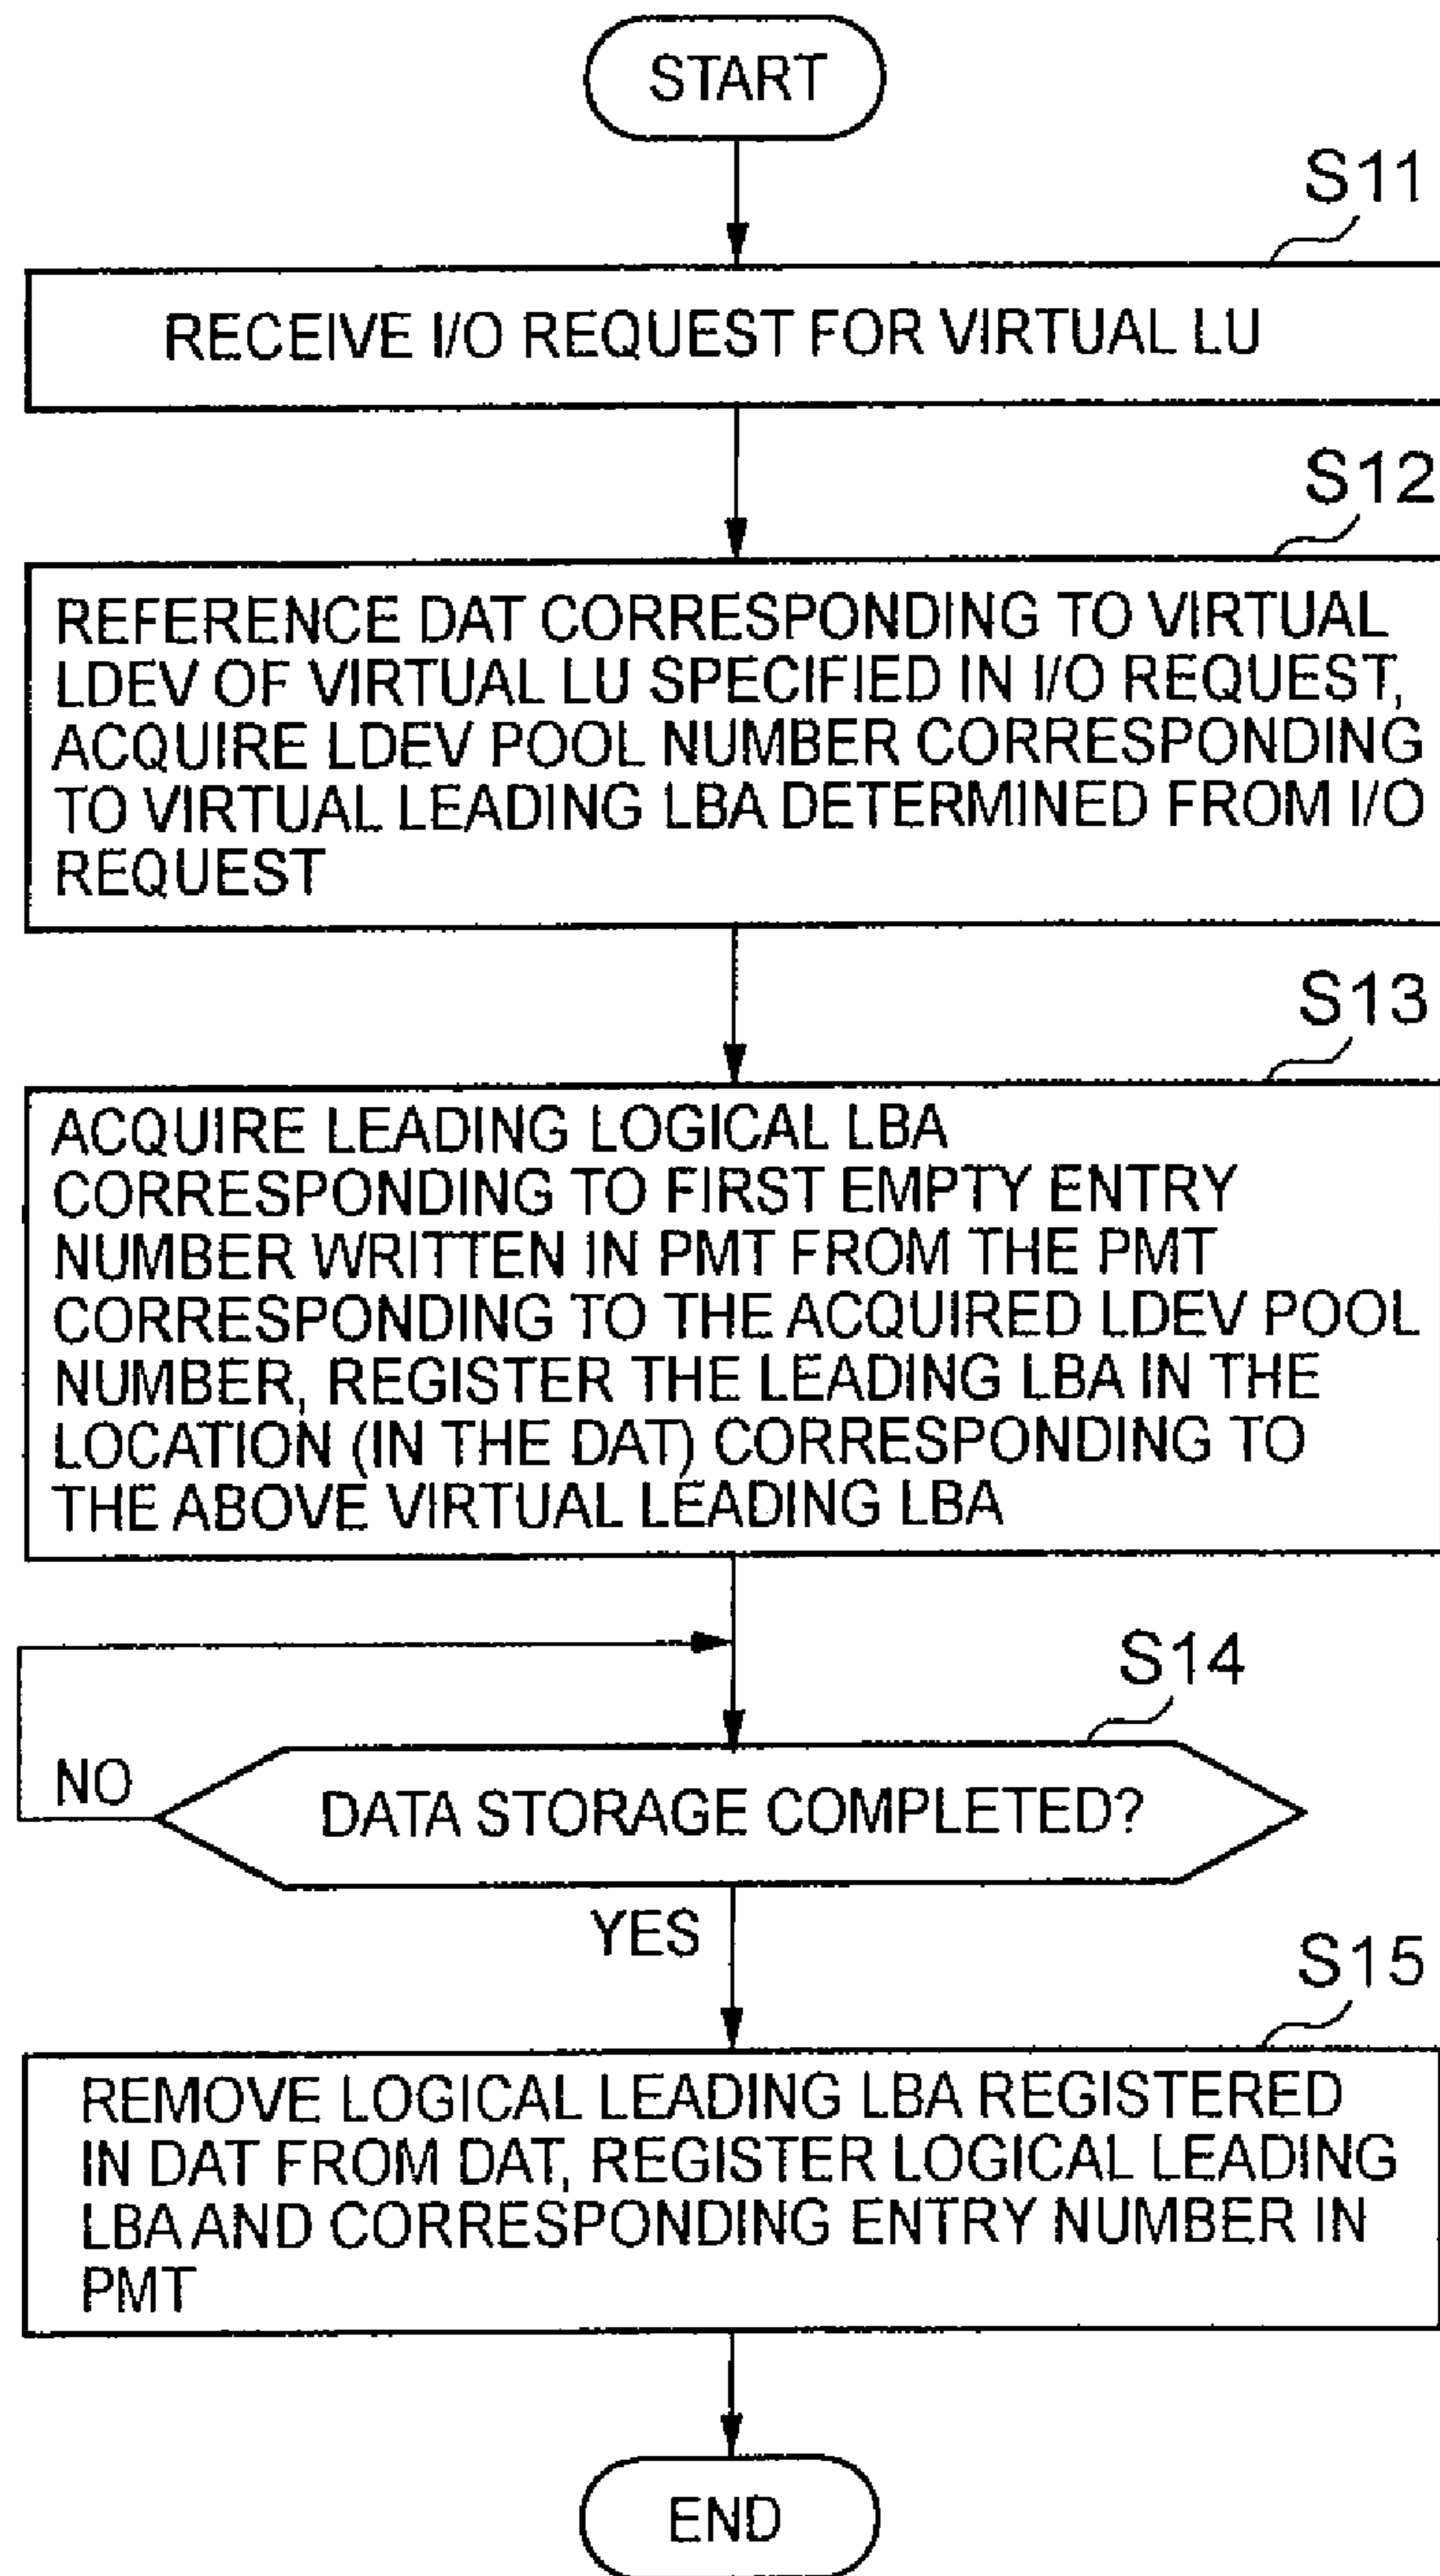 START
S11
RECEIVE I/O REQUEST FOR VIRTUAL LU
S12
REFERENCE DAT CORRESPONDING TO VIRTUAL
LDEV OF VIRTUAL LU SPECIFIED IN I/O REQUEST,
ACQUIRE LDEV POOL NUMBER CORRESPONDING
TO VIRTUAL LEADING LBA DETERMINED FROM I/O
REQUEST
S13
ACQUIRE LEADING LOGICAL LBA
CORRESPONDING TO FIRST EMPTY ENTRY
NUMBER WRITTEN IN PMT FROM THE PMT
CORRESPONDING TO THE ACQUIRED LDEV POOL
NUMBER, REGISTER THE LEADING LBA IN THE
LOCATION (IN THE DAT) CORRESPONDING TO
THE ABOVE VIRTUAL LEADING LBA
S14
NO
DATA STORAGE COMPLETED?
YES
S15
REMOVE LOGICAL LEADING LBA REGISTERED
IN DAT FROM DAT, REGISTER LOGICAL LEADING
LBA AND CORRESPONDING ENTRY NUMBER IN
PMT
END